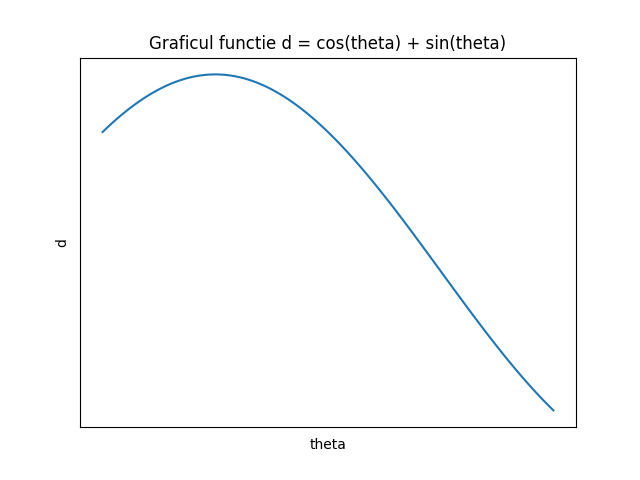 Graficul functie d = cos(theta) + sin(theta)
d
theta